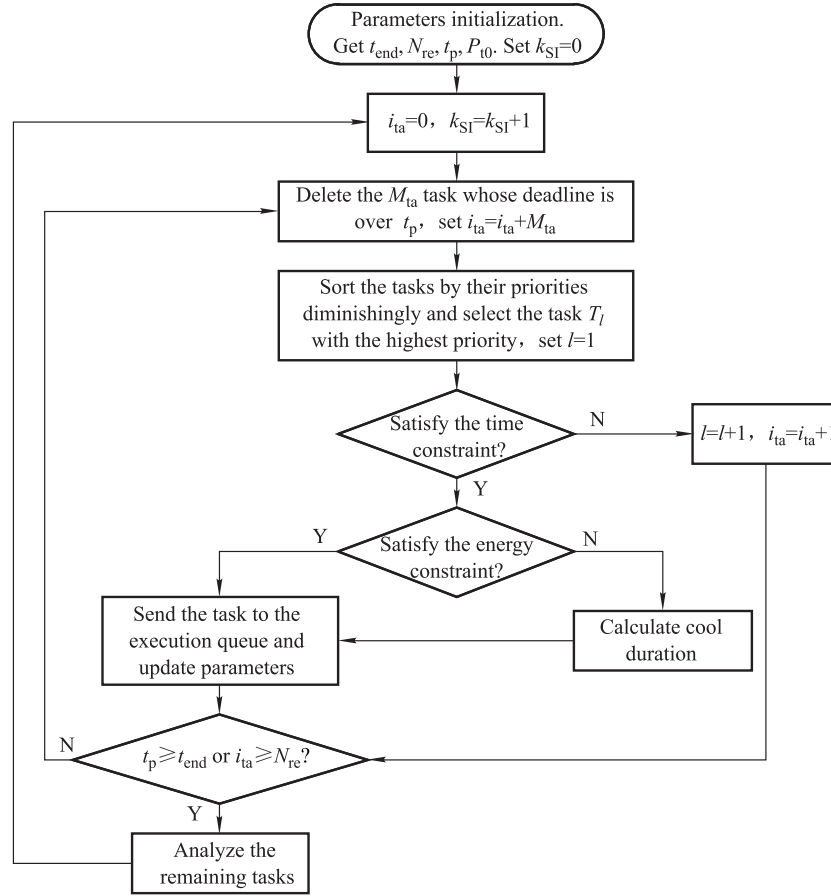 Parameters initialization.
Get t_end, N_re, t_p, P_t0. Set k_SI=0
i_ta=0, k_SI=k_SI+1
Delete the M_ta task whose deadline is
over t_p, set i_ta=i_ta+M_ta
Sort the tasks by their priorities
diminishingly and select the task T_l
with the highest priority, set l=1
Satisfy the time
constraint?
N
l=l+1, i_ta=i_ta+1
Y
Satisfy the energy
constraint?
Y
N
Send the task to the
execution queue and
update parameters
Calculate cool
duration
t_p≥t_end or i_ta≥N_re?
N
Y
Analyze the
remaining tasks